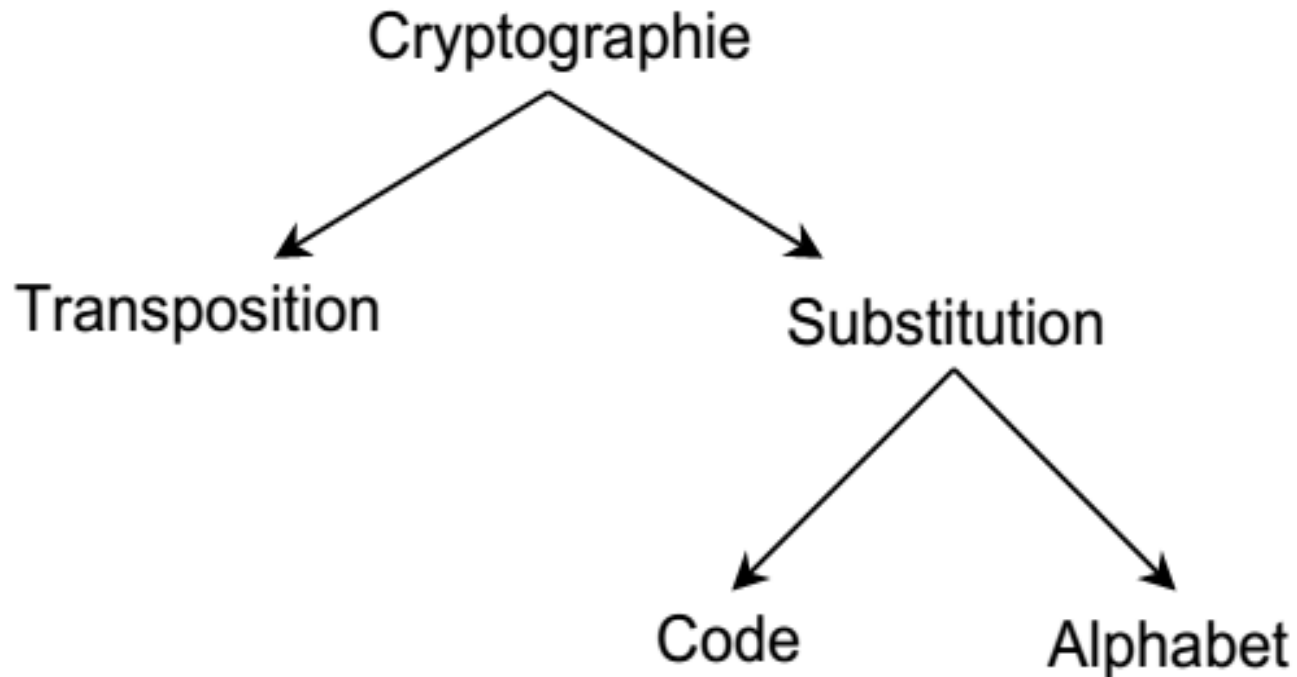 Cryptographie
Transposition
Substitution
Code
Alphabet